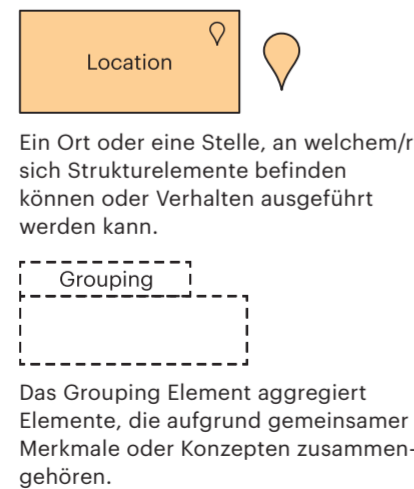 Location
Ein Ort oder eine Stelle, an welchem/r
sich Strukturelemente befinden
können oder Verhalten ausgeführt
werden kann.
Grouping
Das Grouping Element aggregiert
Elemente, die aufgrund gemeinsamer
Merkmale oder Konzepten zusammen-
gehören.